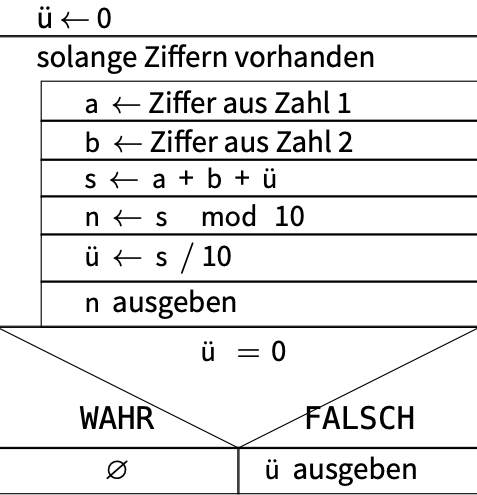 ü ← 0
solange Ziffern vorhanden
a ← Ziffer aus Zahl 1
b ← Ziffer aus Zahl 2
s ← a + b + ü
n ← s mod 10
ü ← s / 10
n ausgeben
ü = 0
WAHR FALSCH
∅ ü ausgeben